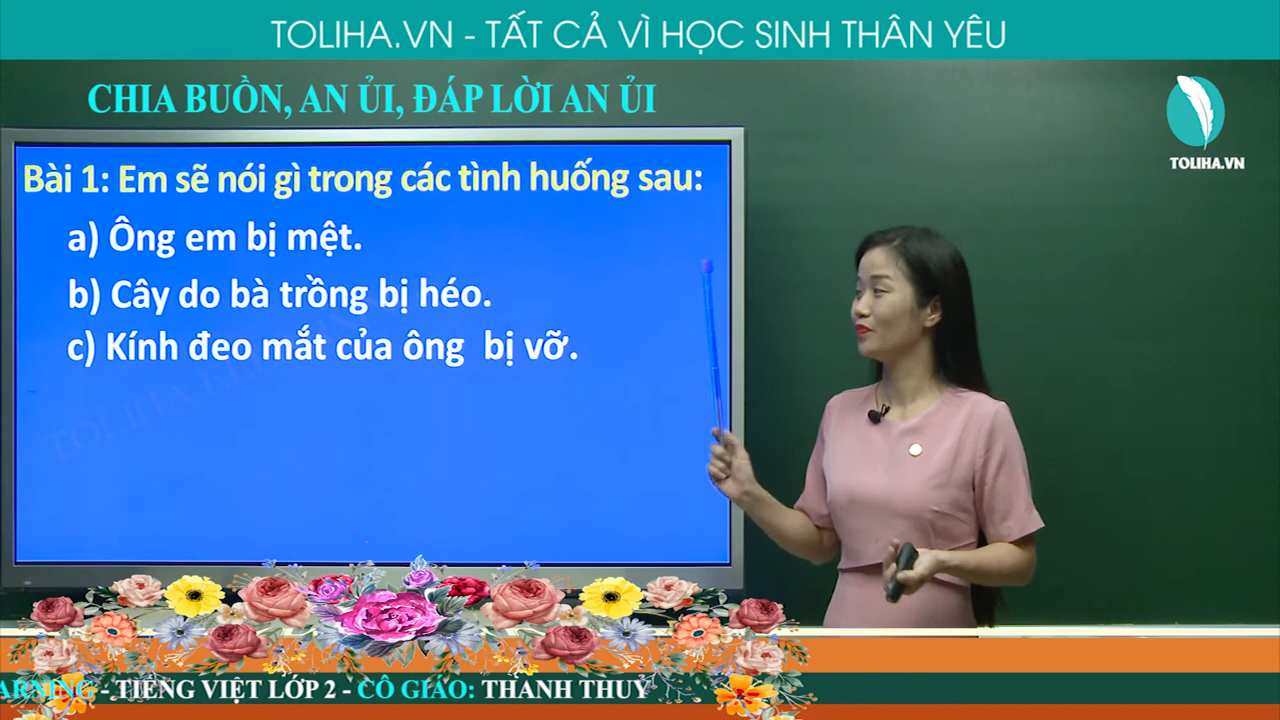 TOLIHA.VN - TẤT CẢ VÌ HỌC SINH THÂN YÊU
CHIA BUỒN, AN ỦI, ĐÁP LỜI AN ỦI
TOLIHA.VN
Bài 1: Em sẽ nói gì trong các tình huống sau:
a) Ông em bị mệt.
b) Cây do bà trồng bị héo.
c) Kính đeo mắt của ông bị vỡ.
ARNING - TIẾNG VIỆT LỚP 2 - CÔ GIÁO: THANH THUỶ